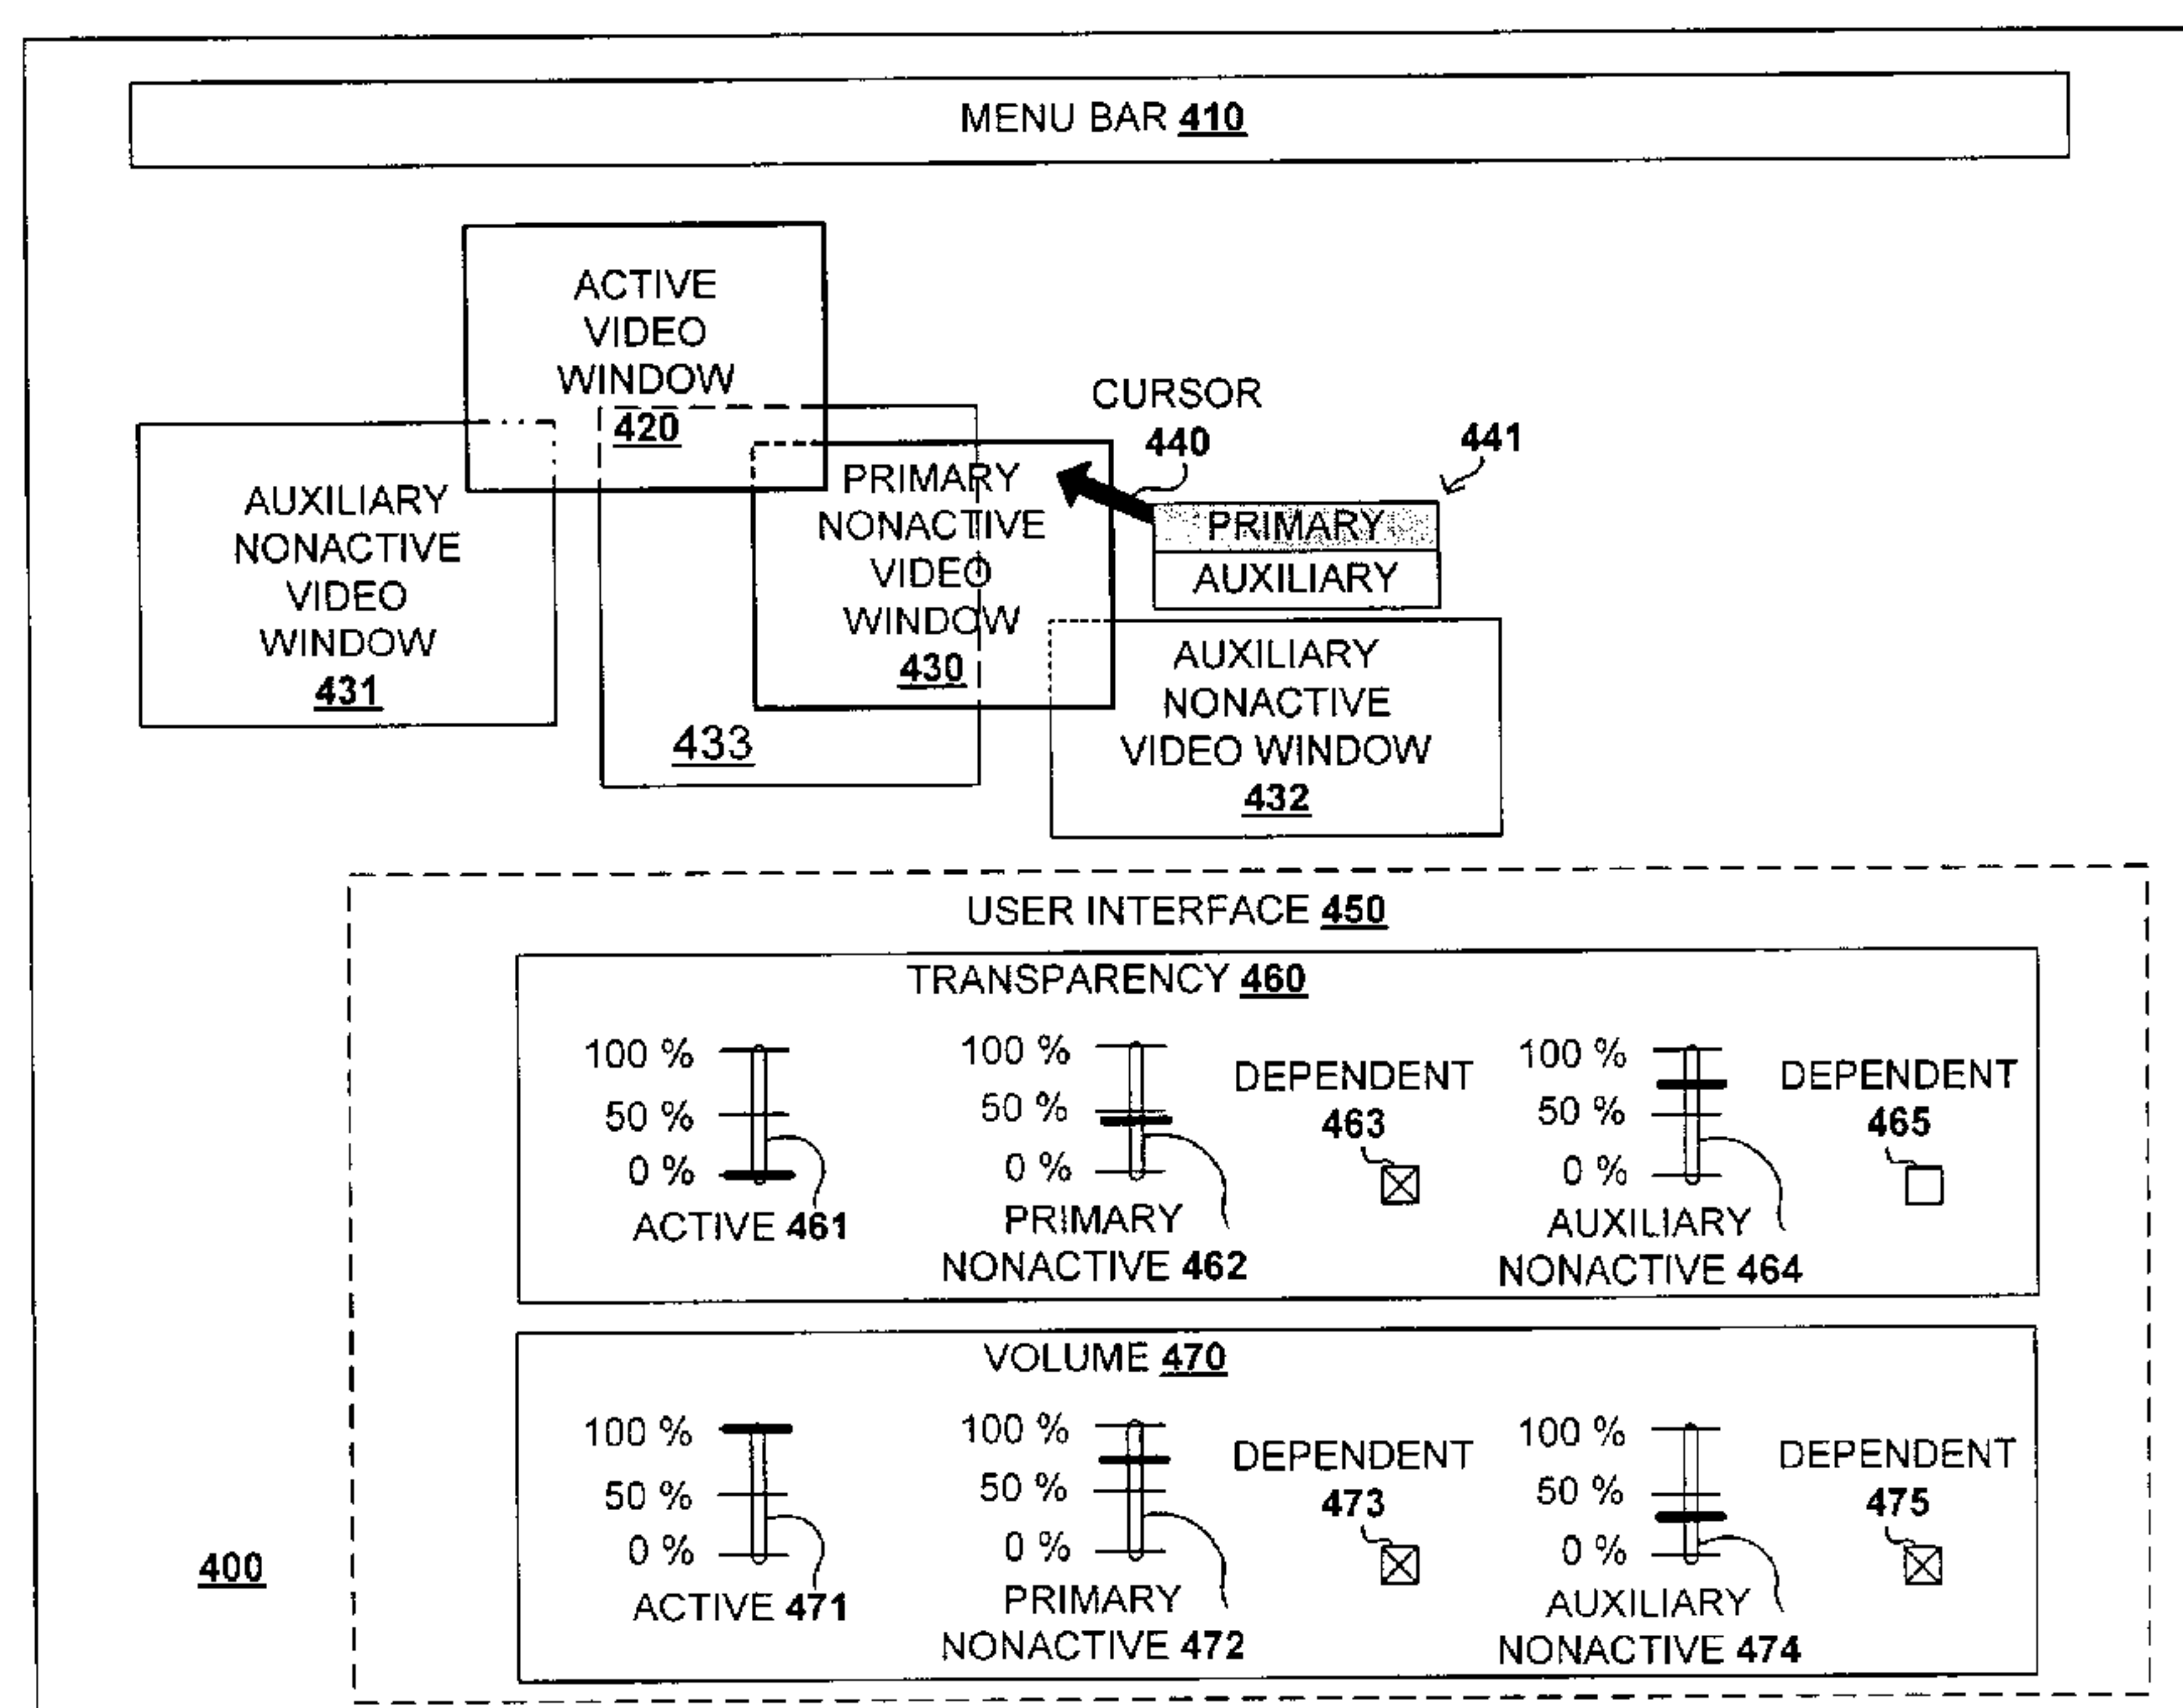 MENU BAR 410
ACTIVE
VIDEO
WINDOW
420
CURSOR
440
441
PRIMARY
AUXILIARY
AUXILIARY
NONACTIVE
VIDEO
WINDOW
431
PRIMARY
NONACTIVE
VIDEO
WINDOW
430
433
AUXILIARY
NONACTIVE
VIDEO WINDOW
432
USER INTERFACE 450
TRANSPARENCY 460
100 %
50 %
0 %
ACTIVE 461
100 %
50 %
0 %
PRIMARY
NONACTIVE 462
DEPENDENT
463
100 %
50 %
0 %
AUXILIARY
NONACTIVE 464
DEPENDENT
465
VOLUME 470
100 %
50 %
0 %
ACTIVE 471
100 %
50 %
0 %
PRIMARY
NONACTIVE 472
DEPENDENT
473
100 %
50 %
0 %
AUXILIARY
NONACTIVE 474
DEPENDENT
475
400